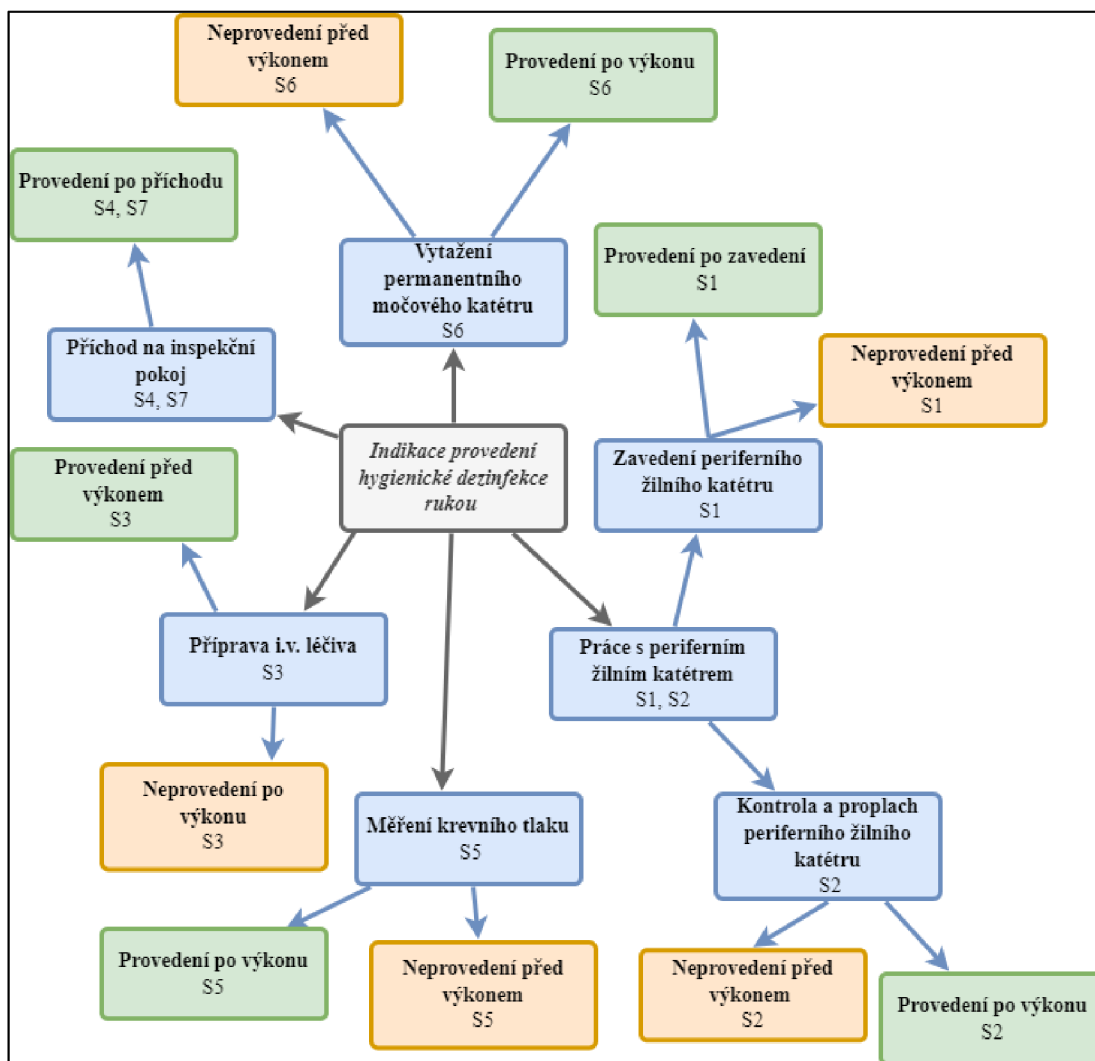 Neprovedení před
výkonem
S6
Provedení po výkonu
S6
Provedení po příchodu
S4, S7
Vytažení
permanentního
močového katétru
S6
Provedení po zavedení
S1
Příchod na inspekční
pokoj
S4, S7
Neprovedení před
výkonem
S1
Indikace provedení
hygienické dezinfekce
rukou
Zavedení periferního
žilního katétru
S1
Provedení před
výkonem
S3
Příprava i.v. léčiva
S3
Práce s periferním
žilním katétrem
S1, S2
Neprovedení po
výkonu
S3
Měření krevního tlaku
S5
Kontrola a proplach
periferního žilního
katétru
S2
Provedení po výkonu
S5
Neprovedení před
výkonem
S5
Neprovedení před
výkonem
S2
Provedení po výkonu
S2